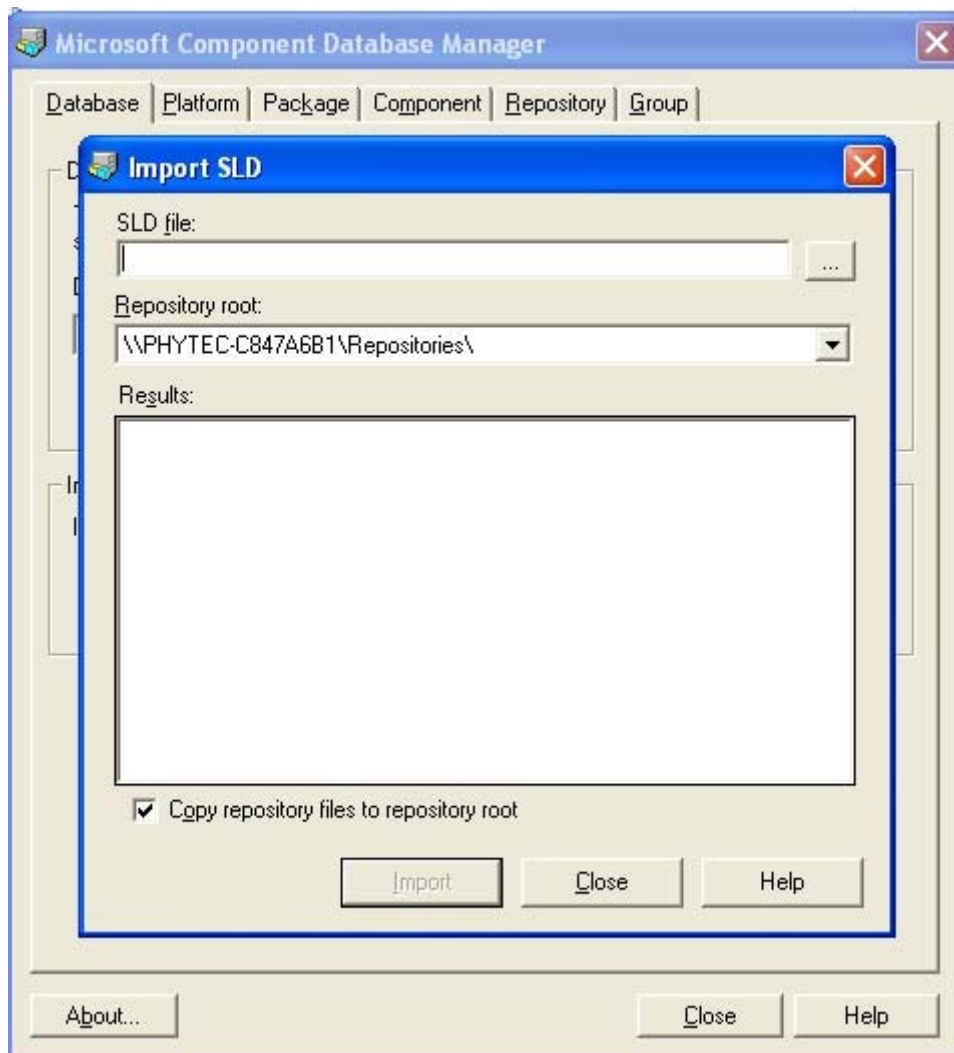 Microsoft Component Database Manager
Database Platform Package Component Repository Group
Import SLD
SLD file:
...
Repository root:
\\PHYTEC-C847A6B1\Repositories\
Results:
Copy repository files to repository root
Import Close Help
About... Close Help